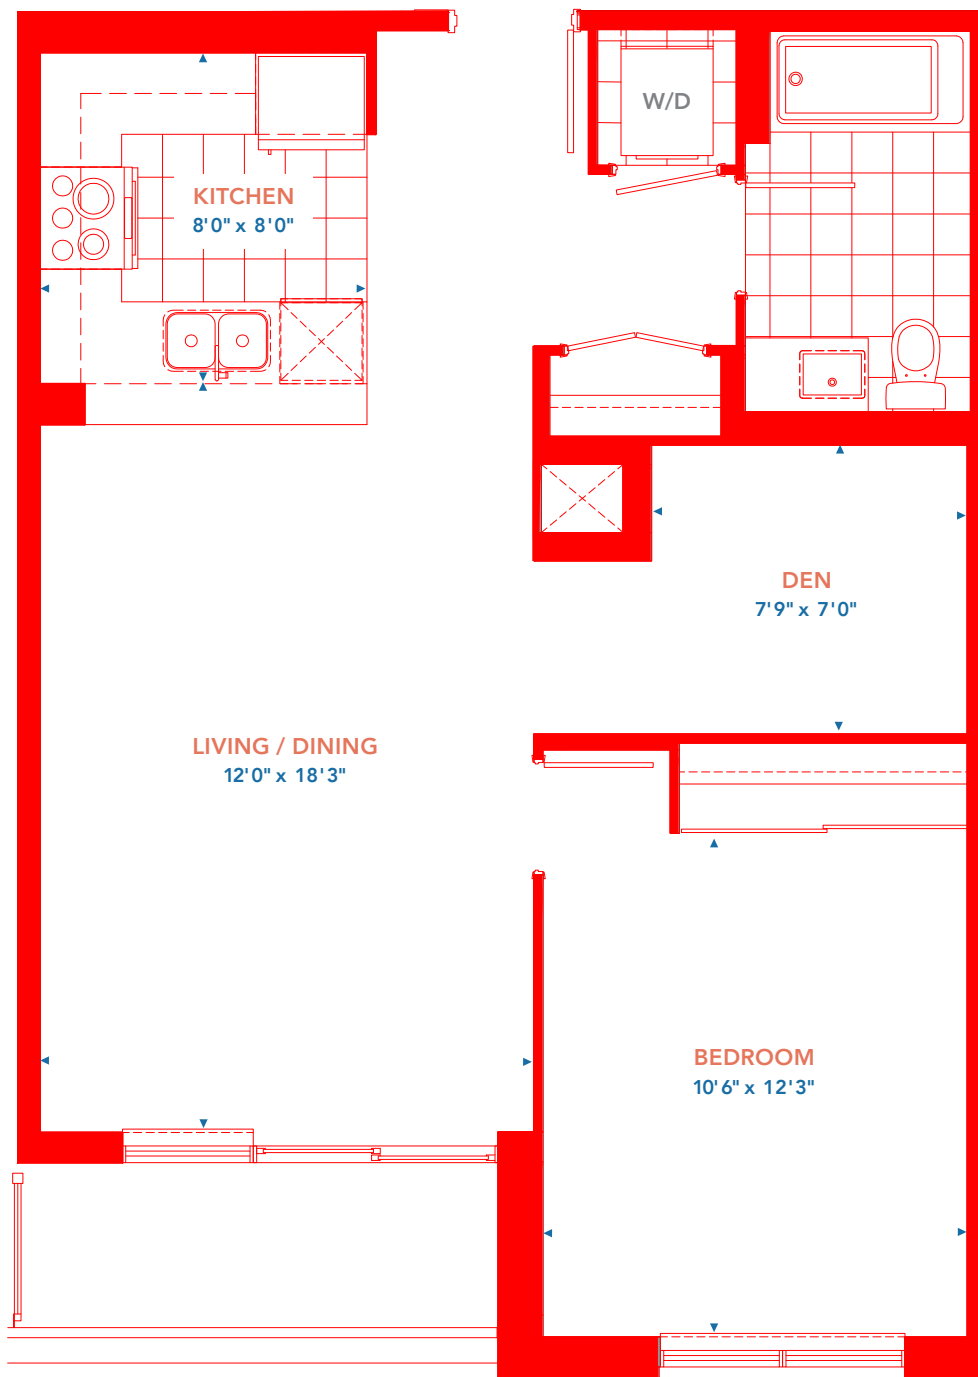 W/D
KITCHEN
8'0" x 8'0"
DEN
7'9" x 7'0"
LIVING / DINING
12'0" x 18'3"
BEDROOM
10'6" x 12'3"